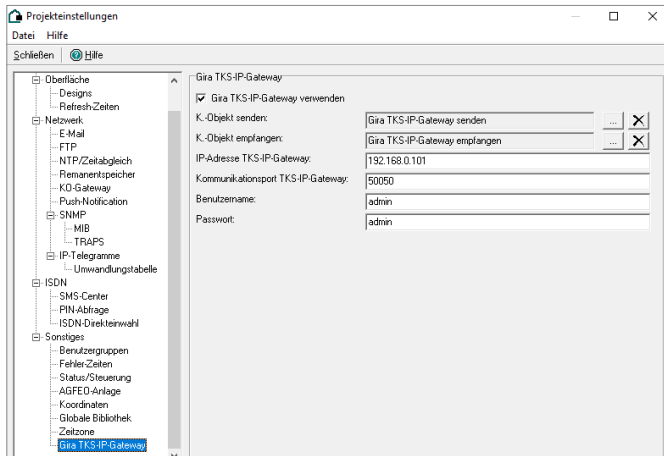 Projekteinstellungen
Datei Hilfe
Schließen Hilfe
Oberfläche
Designs
Refresh-Zeiten
Netzwerk
E-Mail
FTP
NTP/Zeitabgleich
Remanentspeicher
KO-Gateway
Push-Notification
SNMP
MIB
TRAPS
IP-Telegramme
Umwandlungstabelle
ISDN
SMS-Center
PIN-Abfrage
ISDN-Direkteinwahl
Sonstiges
Benutzergruppen
Fehler-Zeiten
Status/Steuerung
AGFEO-Anlage
Koordinaten
Globale Bibliothek
Zeitzone
Gira TKS-IP-Gateway
Gira TKS-IP-Gateway
Gira TKS-IP-Gateway verwenden
K.-Objekt senden: Gira TKS-IP-Gateway senden ...
K.-Objekt empfangen: Gira TKS-IP-Gateway empfangen ...
IP-Adresse TKS-IP-Gateway: 192.168.0.101
Kommunikationsport TKS-IP-Gateway: 50050
Benutzername: admin
Passwort: admin